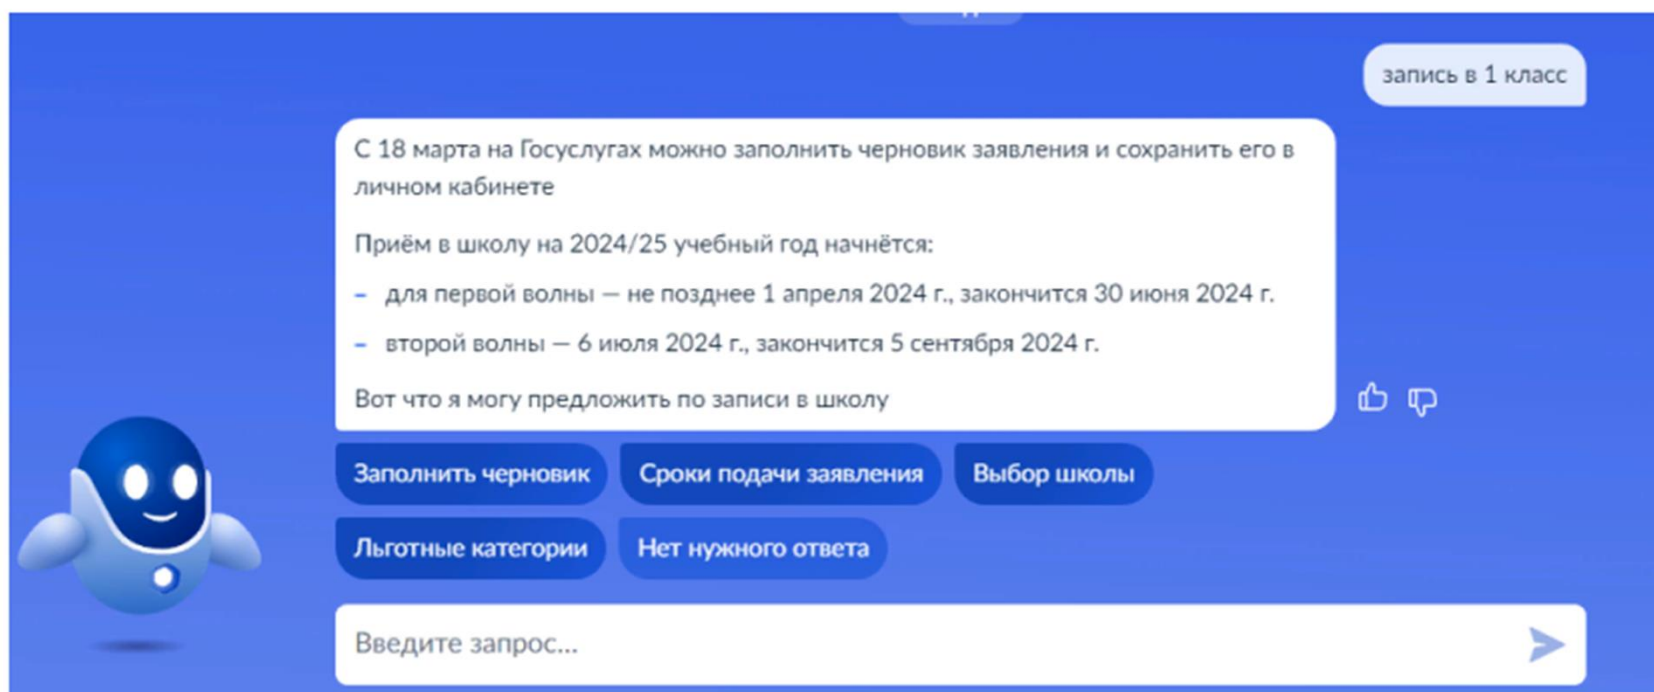 запись в 1 класс
С 18 марта на Госуслугах можно заполнить черновик заявления и сохранить его в
личном кабинете
Приём в школу на 2024/25 учебный год начнётся:
– для первой волны — не позднее 1 апреля 2024 г., закончится 30 июня 2024 г.
– второй волны — 6 июля 2024 г., закончится 5 сентября 2024 г.
Вот что я могу предложить по записи в школу
Заполнить черновик Сроки подачи заявления Выбор школы
Льготные категории Нет нужного ответа
Введите запрос...